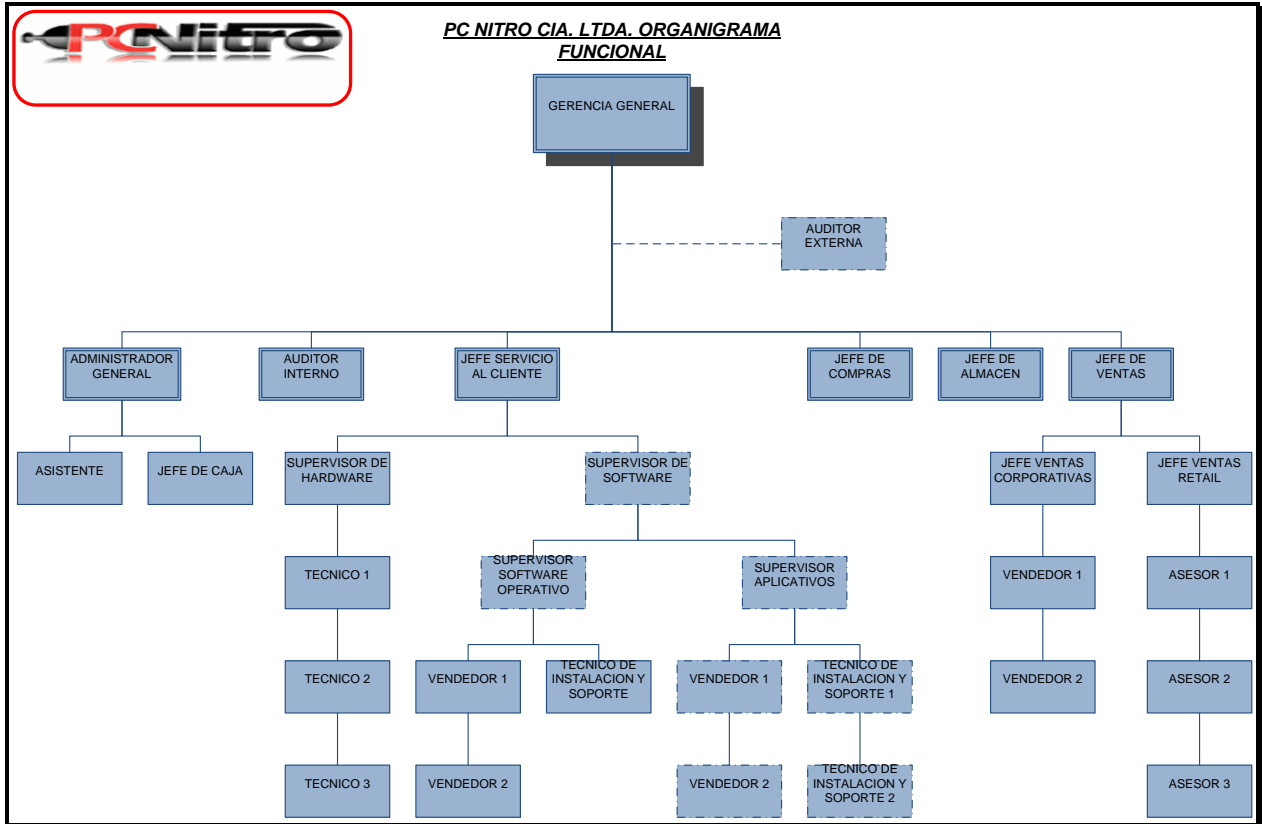 PCNitro
PC NITRO CIA. LTDA. ORGANIGRAMA
FUNCIONAL
GERENCIA GENERAL
AUDITOR
EXTERNA
ADMINISTRADOR
GENERAL
AUDITOR
INTERNO
JEFE SERVICIO
AL CLIENTE
JEFE DE
COMPRAS
JEFE DE
ALMACEN
JEFE DE
VENTAS
ASISTENTE
JEFE DE CAJA
SUPERVISOR DE
HARDWARE
SUPERVISOR DE
SOFTWARE
JEFE VENTAS
CORPORATIVAS
JEFE VENTAS
RETAIL
TECNICO 1
SUPERVISOR
SOFTWARE
OPERATIVO
SUPERVISOR
APLICATIVOS
VENDEDOR 1
ASESOR 1
TECNICO 2
VENDEDOR 1
TECNICO DE
INSTALACION Y
SOPORTE
VENDEDOR 1
TECNICO DE
INSTALACION Y
SOPORTE 1
VENDEDOR 2
ASESOR 2
TECNICO 3
VENDEDOR 2
VENDEDOR 2
TECNICO DE
INSTALACION Y
SOPORTE 2
ASESOR 3